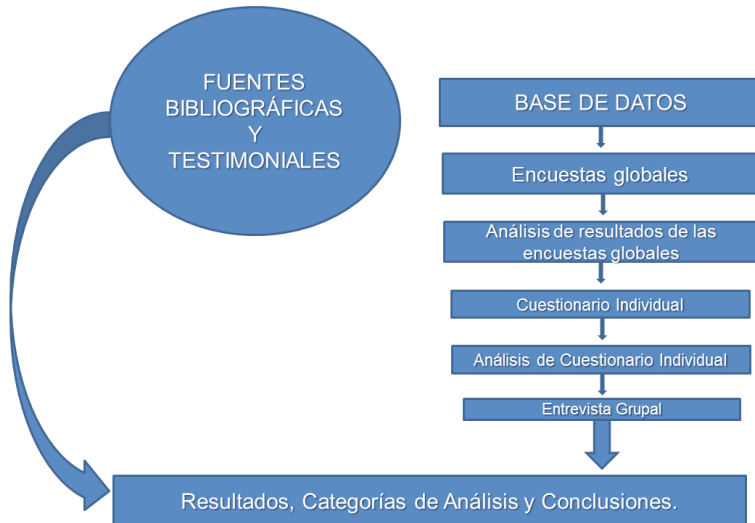 FUENTES
BIBLIOGRÁFICAS
Y
TESTIMONIALES
BASE DE DATOS
Encuestas globales
Análisis de resultados de las
encuestas globales
Cuestionario Individual
Análisis de Cuestionario Individual
Entrevista Grupal
Resultados, Categorías de Análisis y Conclusiones.